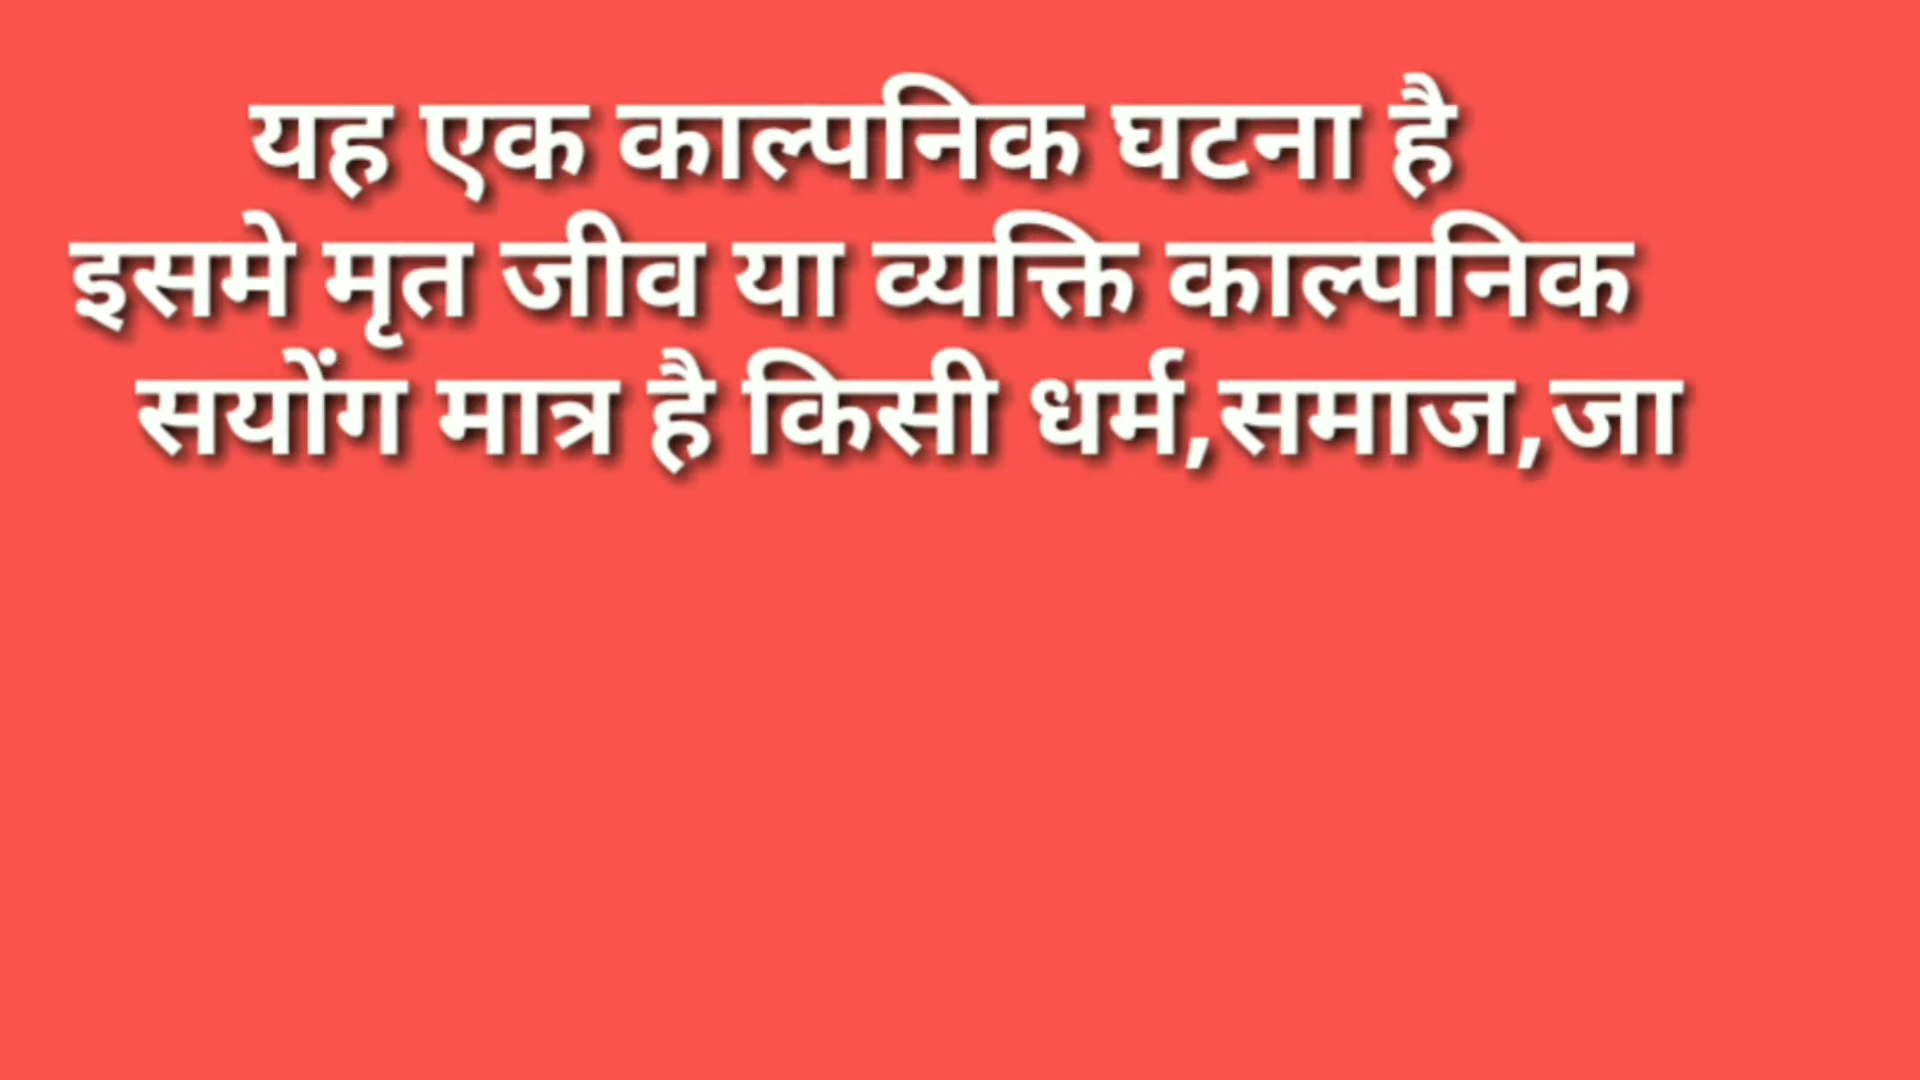 यह एक काल्पनिक घटना है
इसमे मृत जीव या व्यक्ति काल्पनिक
सयोंग मात्र है किसी धर्म,समाज,जा